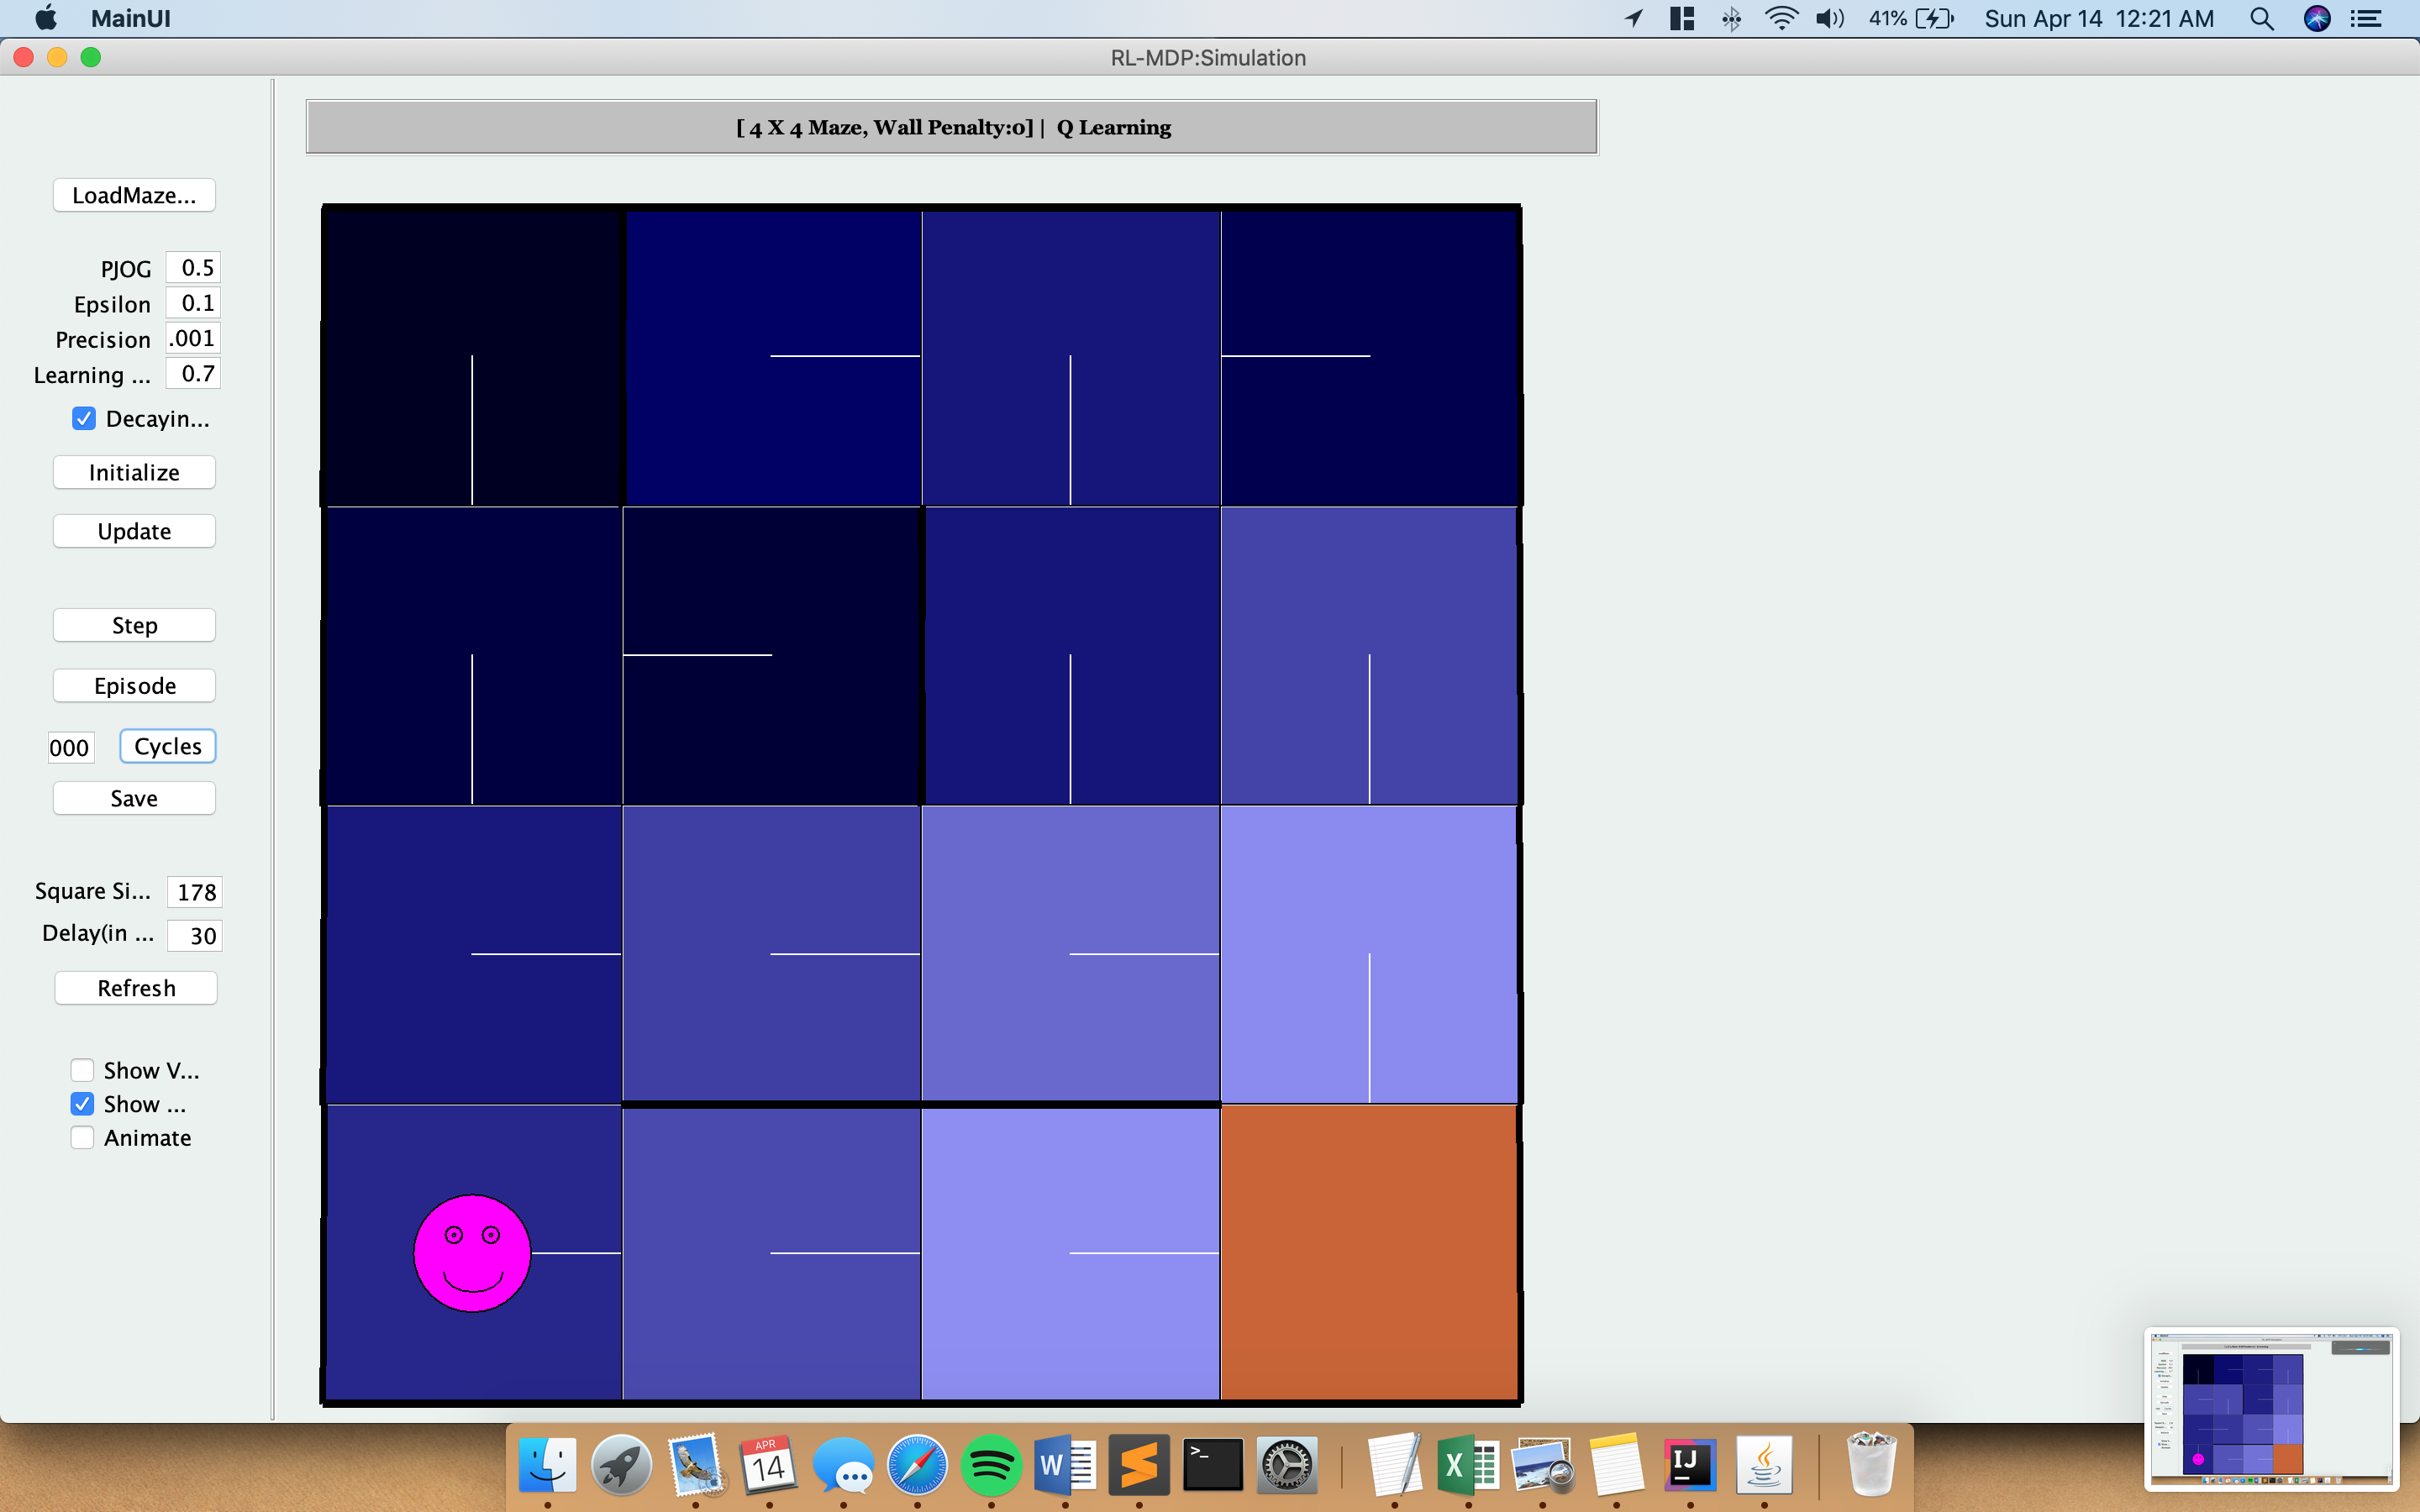 MainUI
41%
Sun Apr 14 12:21 AM
RL-MDP:Simulation
[ 4 X 4 Maze, Wall Penalty:0] | Q Learning
LoadMaze...
PJOG 0.5
Epsilon 0.1
Precision .001
Learning ... 0.7
Decayin...
Initialize
Update
Step
Episode
000 Cycles
Save
Square Si... 178
Delay(in ... 30
Refresh
Show V...
Show ...
Animate
APR
14
W
>_
X
IJ